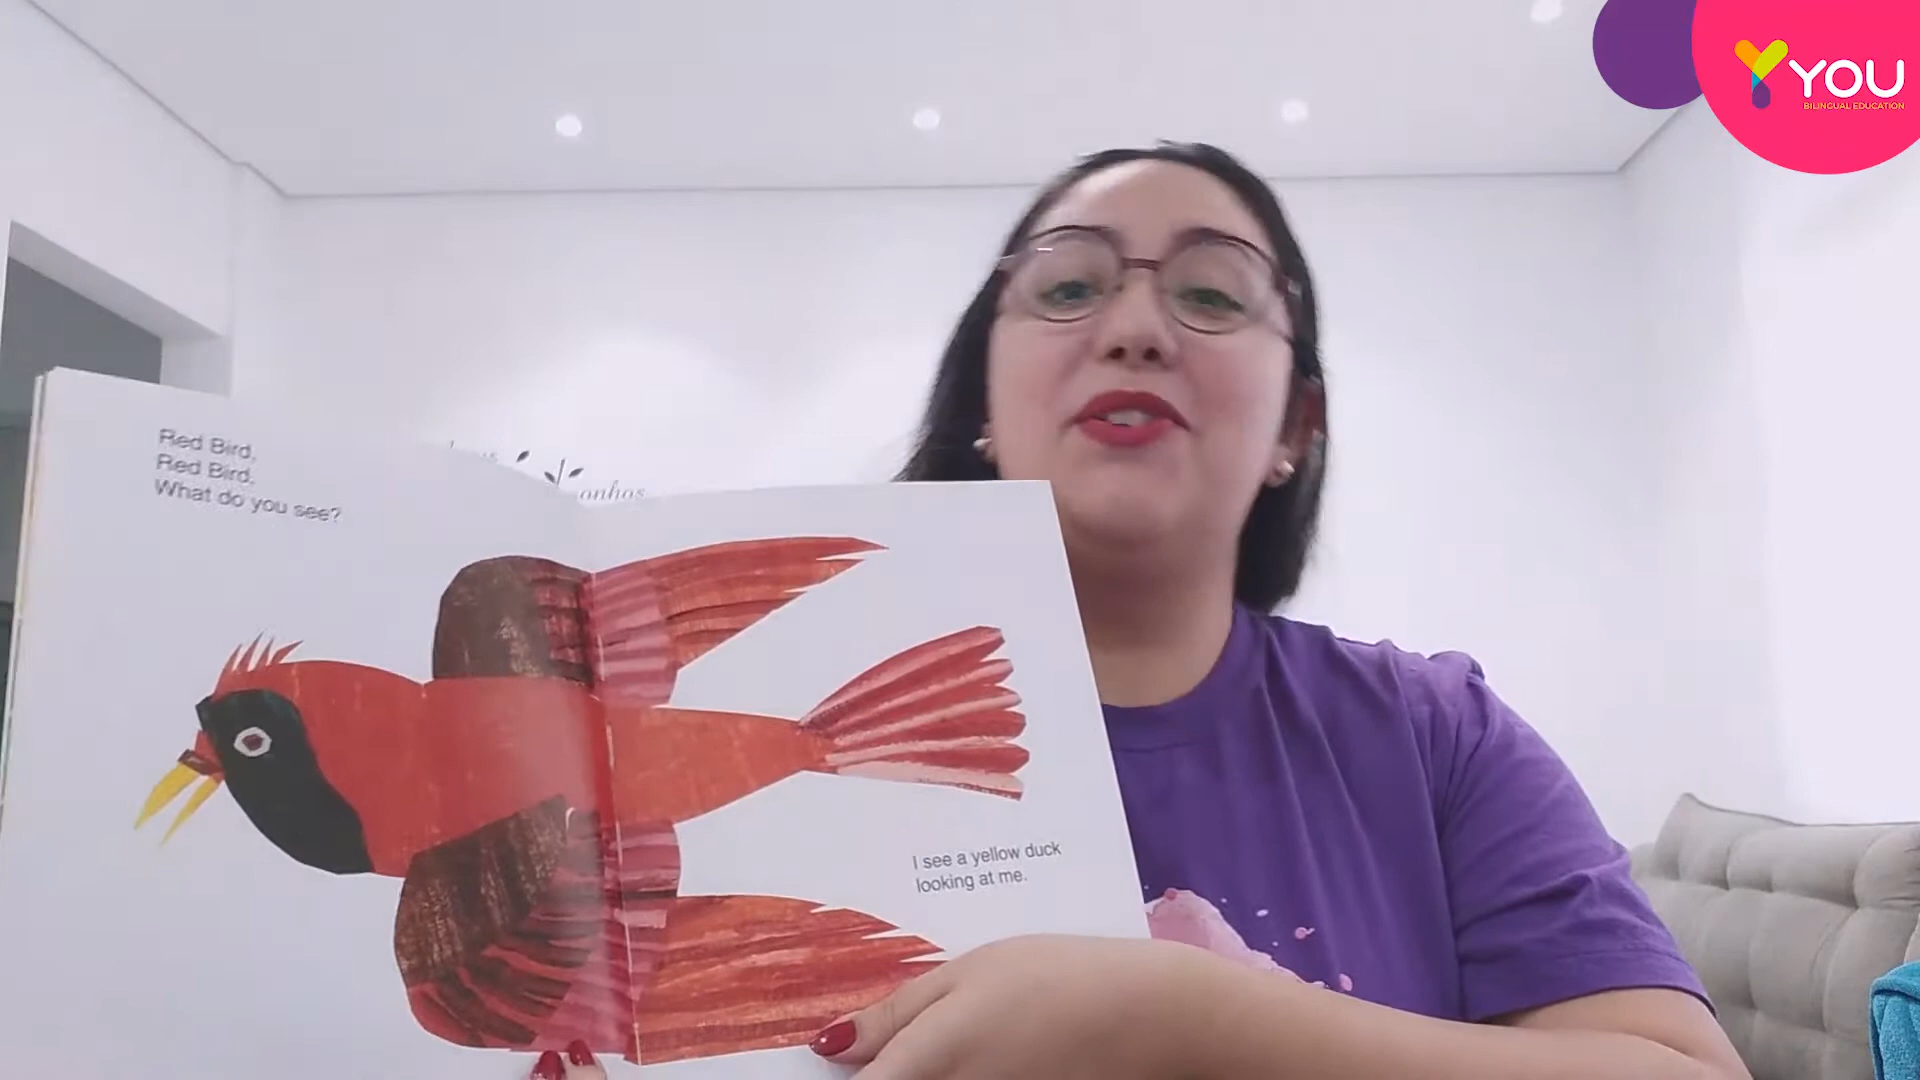 YOU
BILINGUAL EDUCATION
Red Bird,
Red Bird,
What do you see?
I see a yellow duck
looking at me.